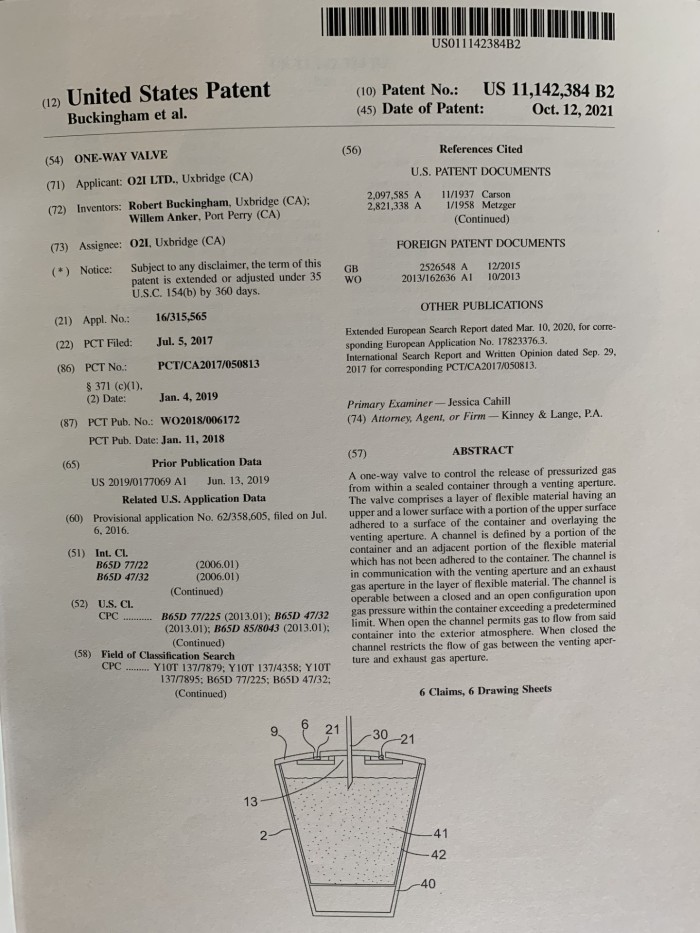 US011142384B2
(12) United States Patent
Buckingham et al.
(10) Patent No.: US 11,142,384 B2
(45) Date of Patent: Oct. 12, 2021
(54) ONE-WAY VALVE
(71) Applicant: O2I LTD., Uxbridge (CA)
(72) Inventors: Robert Buckingham, Uxbridge (CA);
Willem Anker, Port Perry (CA)
(73) Assignee: O2I, Uxbridge (CA)
(*) Notice: Subject to any disclaimer, the term of this
patent is extended or adjusted under 35
U.S.C. 154(b) by 360 days.
(21) Appl. No.: 16/315,565
(22) PCT Filed: Jul. 5, 2017
(86) PCT No.: PCT/CA2017/050813
§ 371 (c)(1),
(2) Date: Jan. 4, 2019
(87) PCT Pub. No.: WO2018/006172
PCT Pub. Date: Jan. 11, 2018
(65) Prior Publication Data
US 2019/0177069 A1 Jun. 13, 2019
Related U.S. Application Data
(60) Provisional application No. 62/358,605, filed on Jul.
6, 2016.
(51) Int. Cl.
B65D 77/22 (2006.01)
B65D 47/32 (2006.01)
(Continued)
(52) U.S. Cl.
CPC ........... B65D 77/225 (2013.01); B65D 47/32
(2013.01); B65D 85/8043 (2013.01);
(Continued)
(58) Field of Classification Search
CPC ......... Y10T 137/7879; Y10T 137/4358; Y10T
137/7895; B65D 77/225; B65D 47/32;
(Continued)
(56) References Cited
U.S. PATENT DOCUMENTS
2,097,585 A 11/1937 Carson
2,821,338 A 1/1958 Metzger
(Continued)
FOREIGN PATENT DOCUMENTS
GB 2526548 A 12/2015
WO 2013/162636 A1 10/2013
OTHER PUBLICATIONS
Extended European Search Report dated Mar. 10, 2020, for corre-
sponding European Application No. 17823376.3.
International Search Report and Written Opinion dated Sep. 29,
2017 for corresponding PCT/CA2017/050813.
Primary Examiner — Jessica Cahill
(74) Attorney, Agent, or Firm — Kinney & Lange, P.A.
(57) ABSTRACT
A one-way valve to control the release of pressurized gas
from within a sealed container through a venting aperture.
The valve comprises a layer of flexible material having an
upper and a lower surface with a portion of the upper surface
adhered to a surface of the container and overlaying the
venting aperture. A channel is defined by a portion of the
container and an adjacent portion of the flexible material
which has not been adhered to the container. The channel is
in communication with the venting aperture and an exhaust
gas aperture in the layer of flexible material. The channel is
operable between a closed and an open configuration upon
gas pressure within the container exceeding a predetermined
limit. When open the channel permits gas to flow from said
container into the exterior atmosphere. When closed the
channel restricts the flow of gas between the venting aper-
ture and exhaust gas aperture.
6 Claims, 6 Drawing Sheets
9 6 21 30 21
13
2
41
42
40